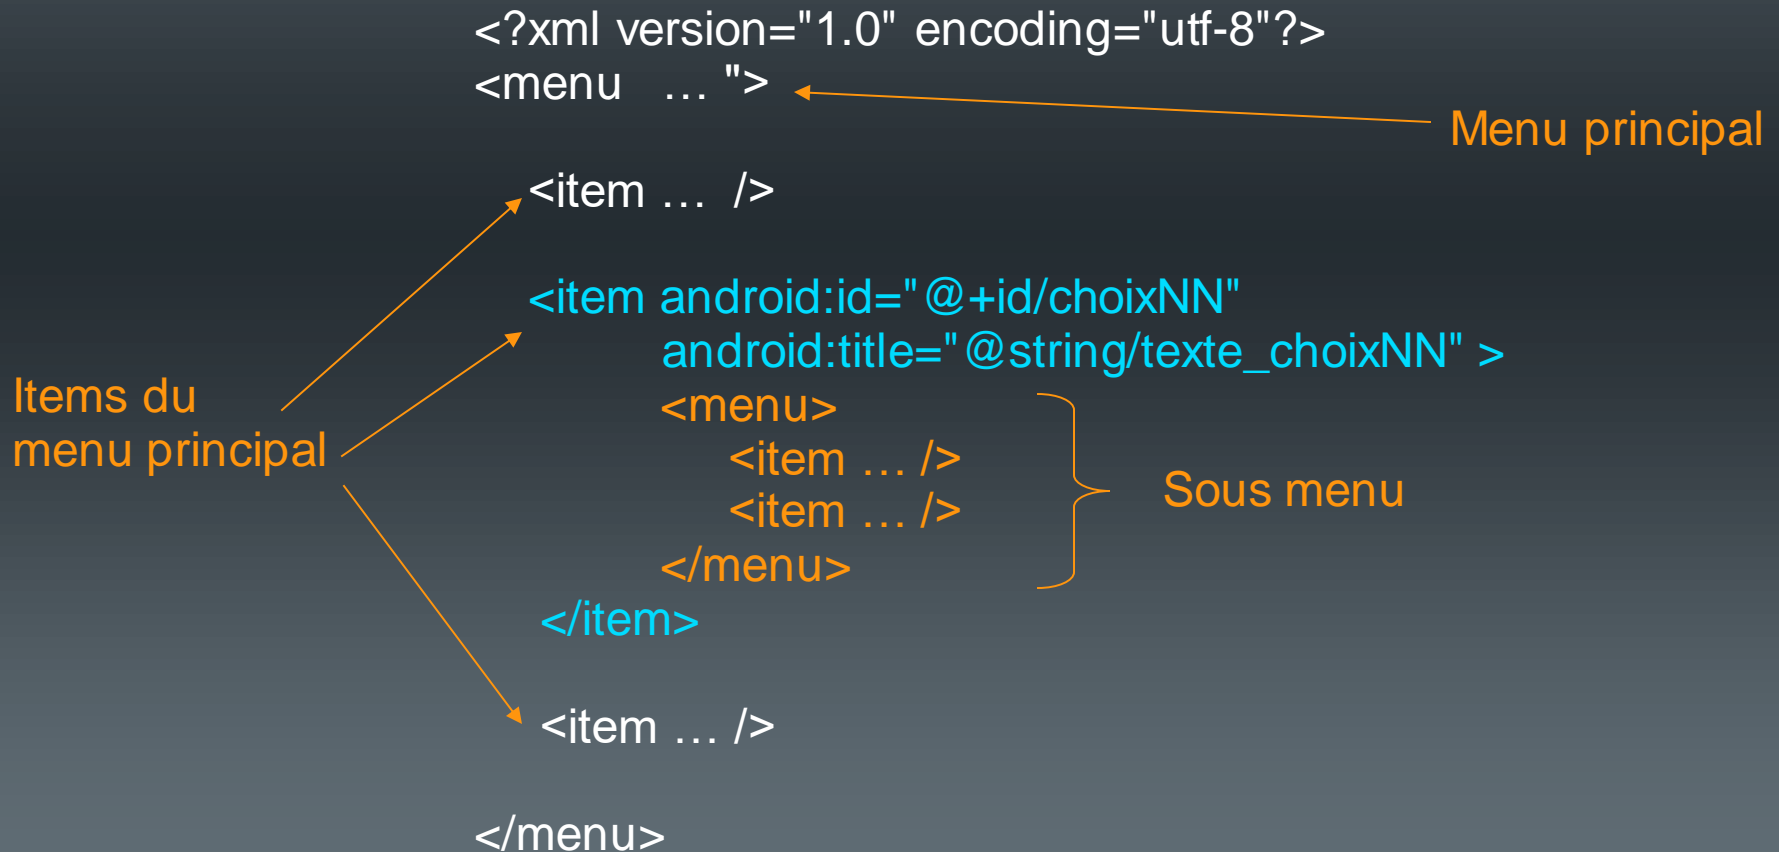 <?xml version="1.0" encoding="utf-8"?>
<menu … ">
Menu principal
<item … />
<item android:id="@+id/choixNN"
android:title="@string/texte_choixNN" >
Items du
menu principal
<menu>
<item … />
<item … />
</menu>
Sous menu
</item>
<item … />
</menu>